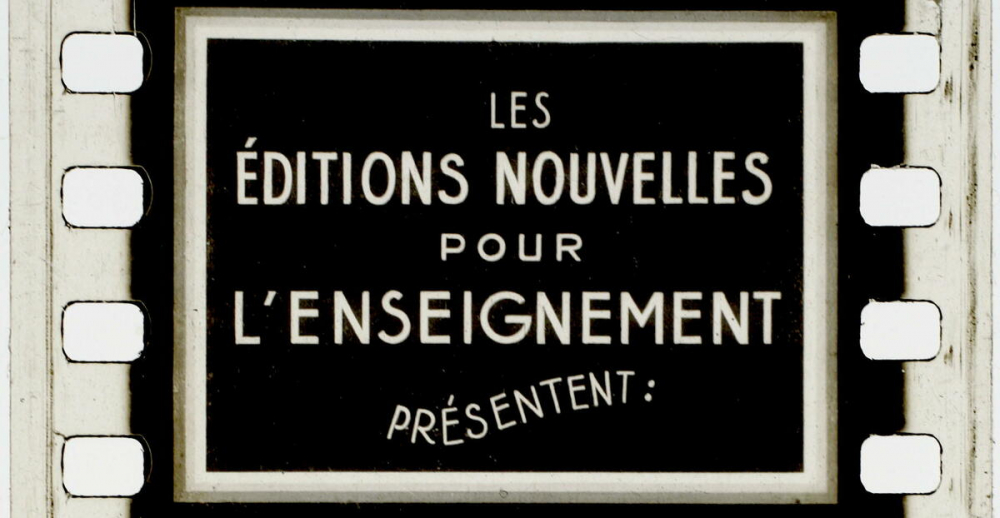 LES
ÉDITIONS NOUVELLES
POUR
L'ENSEIGNEMENT
PRÉSENTENT: